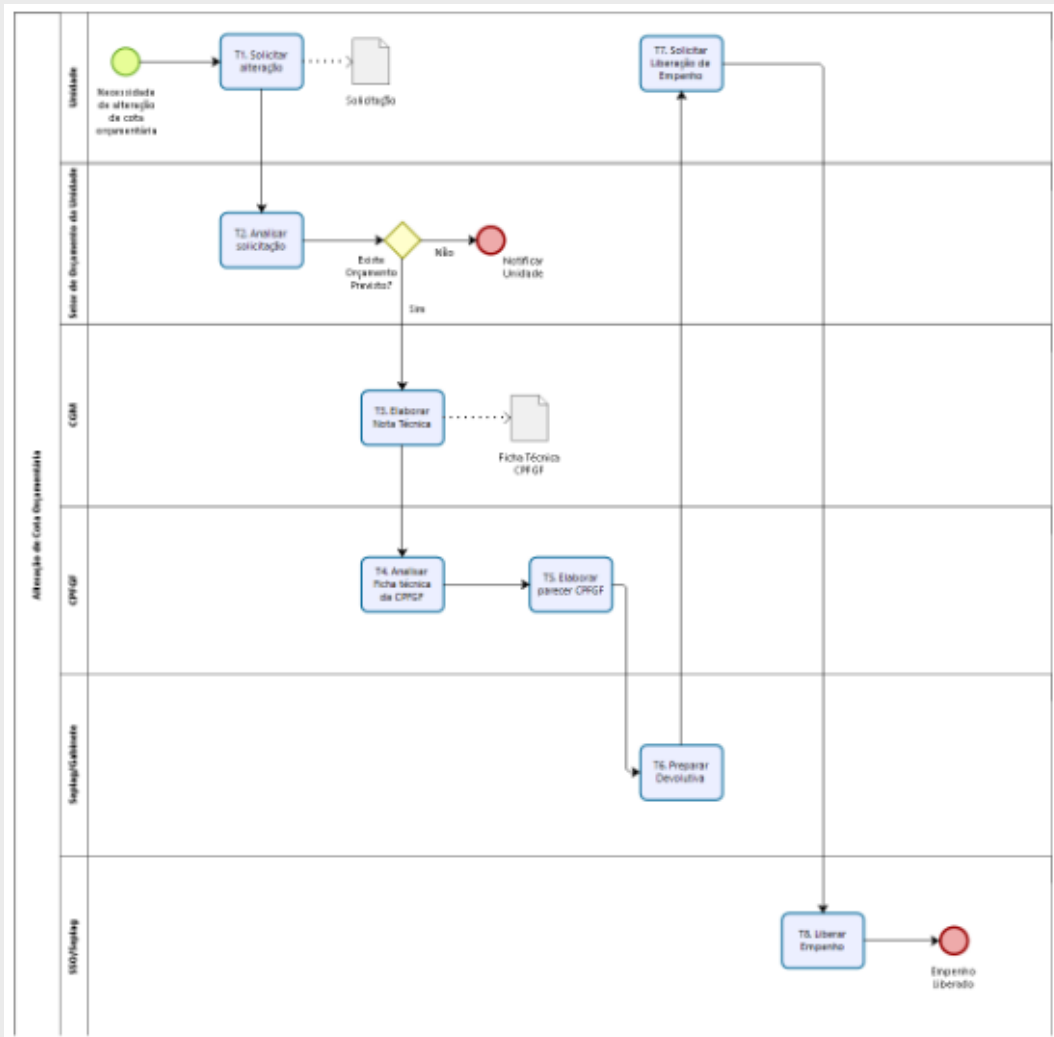 Alteração de Cota Orçamentária
Unidade
Necessidade
de alteração
de cota
orçamentária
T1. Solicitar
alteração
Solicitação
T7. Solicitar
Liberação de
Empenho
Setor de Orçamento da Unidade
T2. Analisar
solicitação
Existe
Orçamento
Previsto?
Não
Notificar
Unidade
Sim
CGM
T3. Elaborar
Nota Técnica
Ficha Técnica
CPFGF
CPFGF
T4. Analisar
Ficha técnica
da CPFGF
T5. Elaborar
parecer CPFGF
Seplag/Gabinete
T6. Preparar
Devolutiva
SSO/Seplag
T8. Liberar
Empenho
Empenho
Liberado